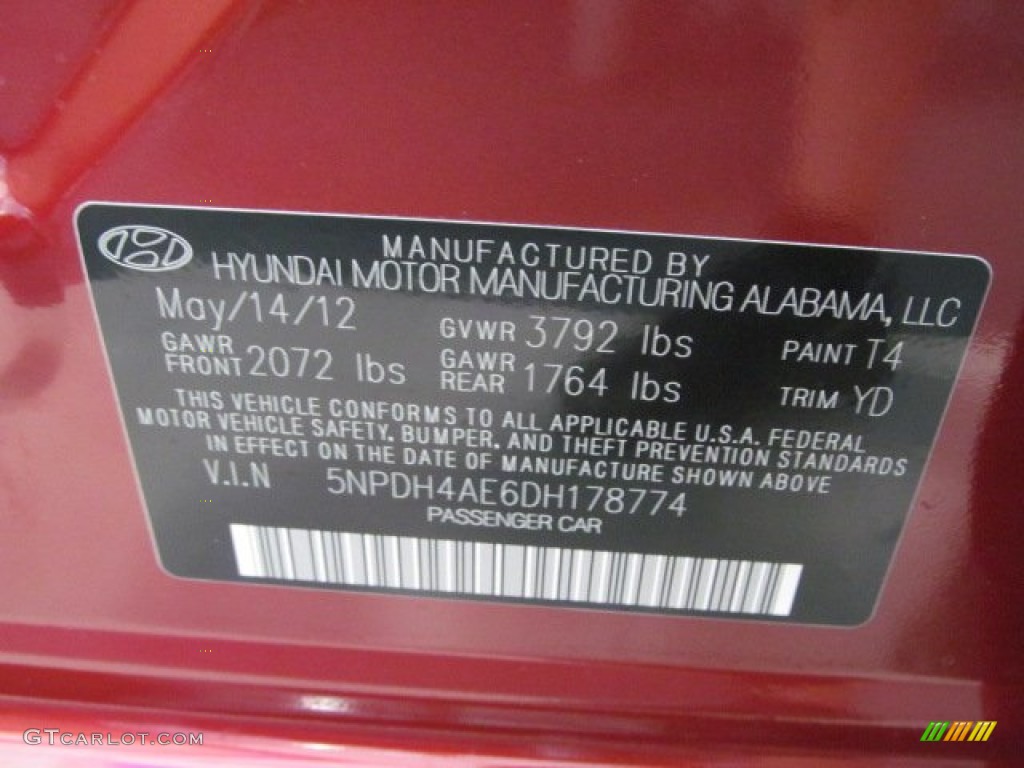 MANUFACTURED BY
HYUNDAI MOTOR MANUFACTURING ALABAMA, LLC
May/14/12 GVWR 3792 lbs PAINT T4
GAWR FRONT 2072 lbs GAWR REAR 1764 lbs TRIM YD
THIS VEHICLE CONFORMS TO ALL APPLICABLE U.S.A. FEDERAL
MOTOR VEHICLE SAFETY, BUMPER, AND THEFT PREVENTION STANDARDS
IN EFFECT ON THE DATE OF MANUFACTURE SHOWN ABOVE
V.I.N 5NPDH4AE6DH178774
PASSENGER CAR
GTCARLOT.COM